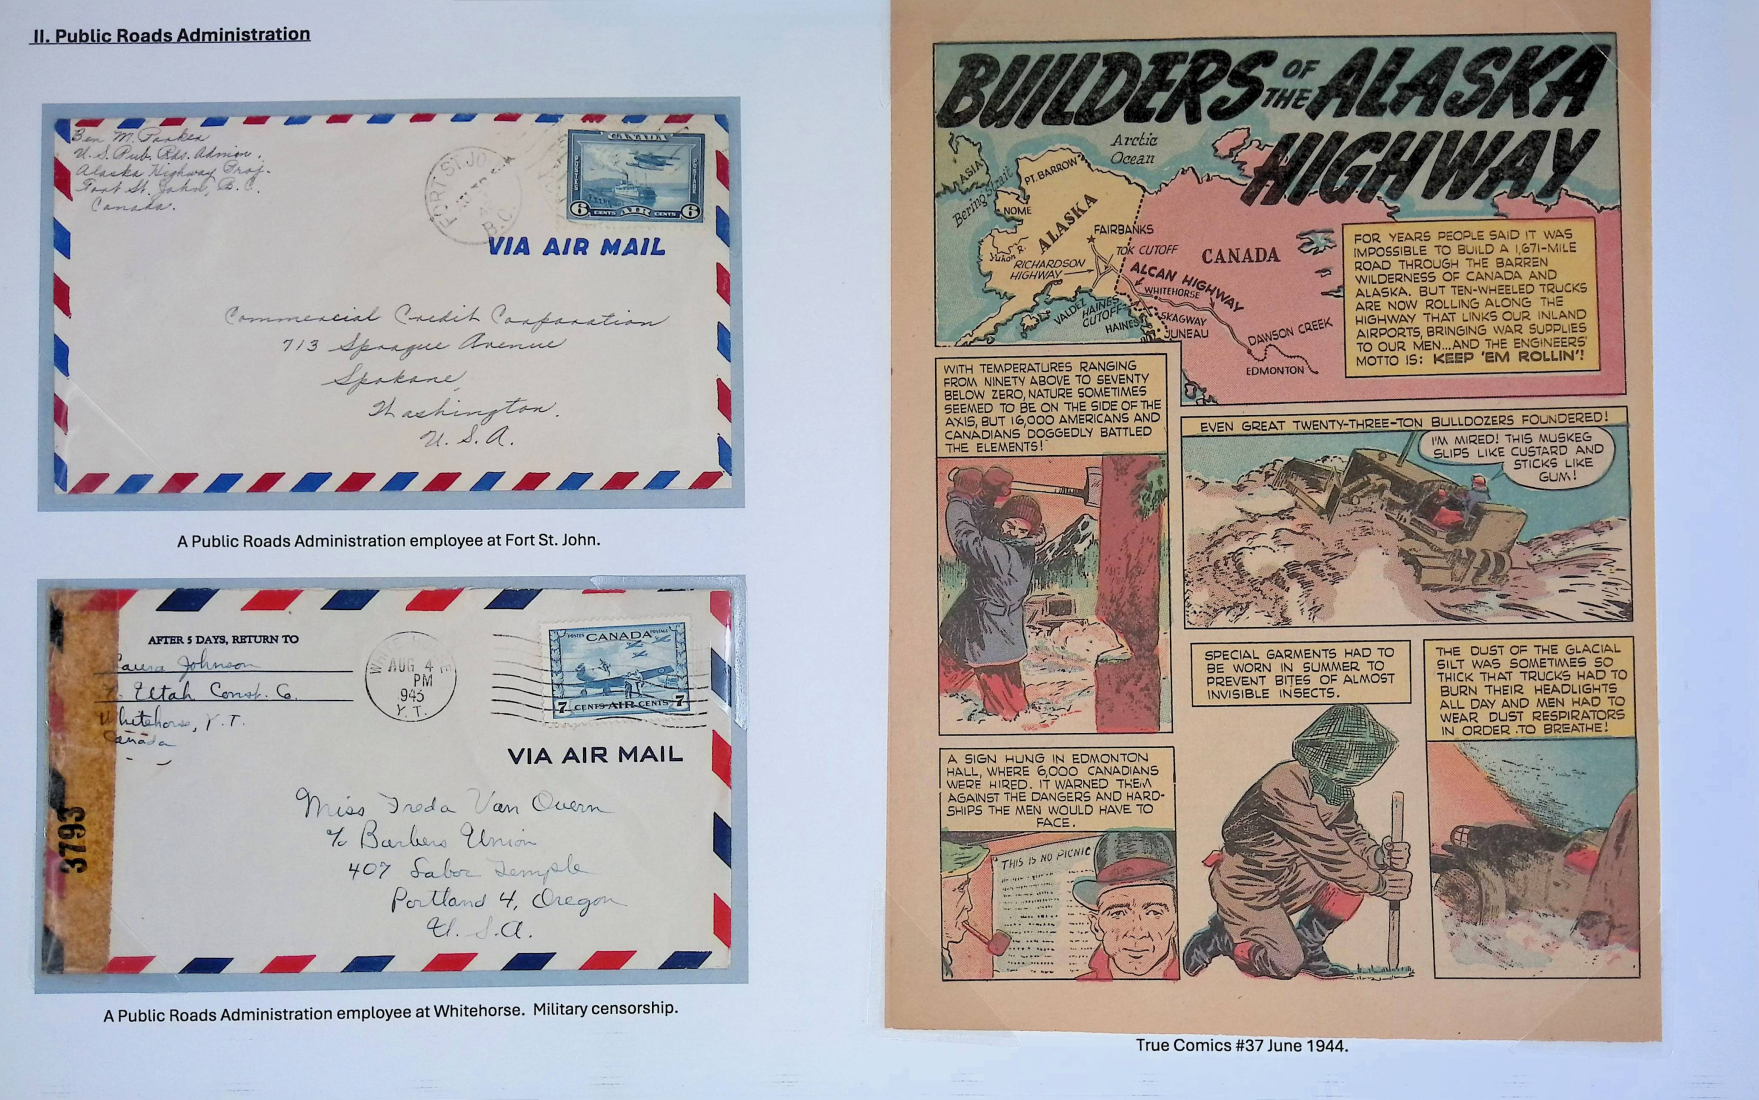 II. Public Roads Administration
Ben M. Parker
U.S. Pub. Rds. Admin.
Alaska Highway Proj.
Fort St. John, B.C.
Canada.
FORT ST. JO
B.C.
CANADA
POSTES POSTAGE
6 CENTS AIR CENTS 6
VIA AIR MAIL
Commercial Credit Corporation
713 Sprague Avenue
Spokane,
Washington.
U.S.A.
A Public Roads Administration employee at Fort St. John.
AFTER 5 DAYS, RETURN TO
Laura Johnson
Utah Const. Co.
Whitehorse, Y.T.
Canada
AUG 4
PM
1943
Y.T.
POSTES CANADA POSTAGE
7 CENTS AIR CENTS 7
VIA AIR MAIL
3793
Miss Freda Van Overn
c/o Barbers Union
407 Labor Temple
Portland 4, Oregon
U.S.A.
A Public Roads Administration employee at Whitehorse. Military censorship.
BUILDERS OF THE ALASKA
HIGHWAY
Arctic
Ocean
ASIA
Bering Strait
PT. BARROW
NOME
ALASKA
Yukon R.
FAIRBANKS
TOK CUTOFF
RICHARDSON
HIGHWAY
CANADA
ALCAN HIGHWAY
WHITEHORSE
VALDEZ
HAINES
CUTOFF
HAINES
SKAGWAY
JUNEAU
DAWSON CREEK
EDMONTON
FOR YEARS PEOPLE SAID IT WAS
IMPOSSIBLE TO BUILD A 1,671-MILE
ROAD THROUGH THE BARREN
WILDERNESS OF CANADA AND
ALASKA. BUT TEN-WHEELED TRUCKS
ARE NOW ROLLING ALONG THE
HIGHWAY THAT LINKS OUR INLAND
AIRPORTS, BRINGING WAR SUPPLIES
TO OUR MEN...AND THE ENGINEERS'
MOTTO IS: KEEP 'EM ROLLIN'!
WITH TEMPERATURES RANGING
FROM NINETY ABOVE TO SEVENTY
BELOW ZERO, NATURE SOMETIMES
SEEMED TO BE ON THE SIDE OF THE
AXIS, BUT 16,000 AMERICANS AND
CANADIANS DOGGEDLY BATTLED
THE ELEMENTS!
EVEN GREAT TWENTY-THREE-TON BULLDOZERS FOUNDERED!
I'M MIRED! THIS MUSKEG
SLIPS LIKE CUSTARD AND
STICKS LIKE
GUM!
A SIGN HUNG IN EDMONTON
HALL, WHERE 6,000 CANADIANS
WERE HIRED. IT WARNED THEM
AGAINST THE DANGERS AND HARD-
SHIPS THE MEN WOULD HAVE TO
FACE.
THIS IS NO PICNIC
SPECIAL GARMENTS HAD TO
BE WORN IN SUMMER TO
PREVENT BITES OF ALMOST
INVISIBLE INSECTS.
THE DUST OF THE GLACIAL
SILT WAS SOMETIMES SO
THICK THAT TRUCKS HAD TO
BURN THEIR HEADLIGHTS
ALL DAY AND MEN HAD TO
WEAR DUST RESPIRATORS
IN ORDER TO BREATHE!
True Comics #37 June 1944.